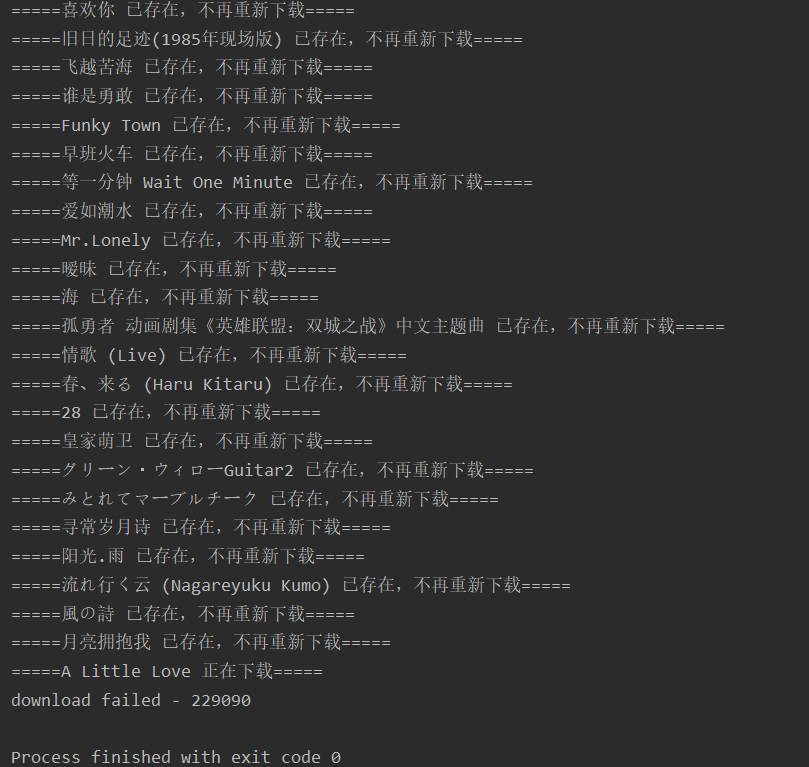 =====喜欢你 已存在，不再重新下载=====
=====旧日的足迹(1985年现场版) 已存在，不再重新下载=====
=====飞越苦海 已存在，不再重新下载=====
=====谁是勇敢 已存在，不再重新下载=====
=====Funky Town 已存在，不再重新下载=====
=====早班火车 已存在，不再重新下载=====
=====等一分钟 Wait One Minute 已存在，不再重新下载=====
=====爱如潮水 已存在，不再重新下载=====
=====Mr.Lonely 已存在，不再重新下载=====
=====暧昧 已存在，不再重新下载=====
=====海 已存在，不再重新下载=====
=====孤勇者 动画剧集《英雄联盟：双城之战》中文主题曲 已存在，不再重新下载=====
=====情歌 (Live) 已存在，不再重新下载=====
=====春、来る (Haru Kitaru) 已存在，不再重新下载=====
=====28 已存在，不再重新下载=====
=====皇家萌卫 已存在，不再重新下载=====
=====グリーン・ウィローGuitar2 已存在，不再重新下载=====
=====みとれてマーブルチーク 已存在，不再重新下载=====
=====寻常岁月诗 已存在，不再重新下载=====
=====阳光.雨 已存在，不再重新下载=====
=====流れ行く云 (Nagareyuku Kumo) 已存在，不再重新下载=====
=====風の詩 已存在，不再重新下载=====
=====月亮拥抱我 已存在，不再重新下载=====
=====A Little Love 正在下载=====
download failed - 229090
Process finished with exit code 0